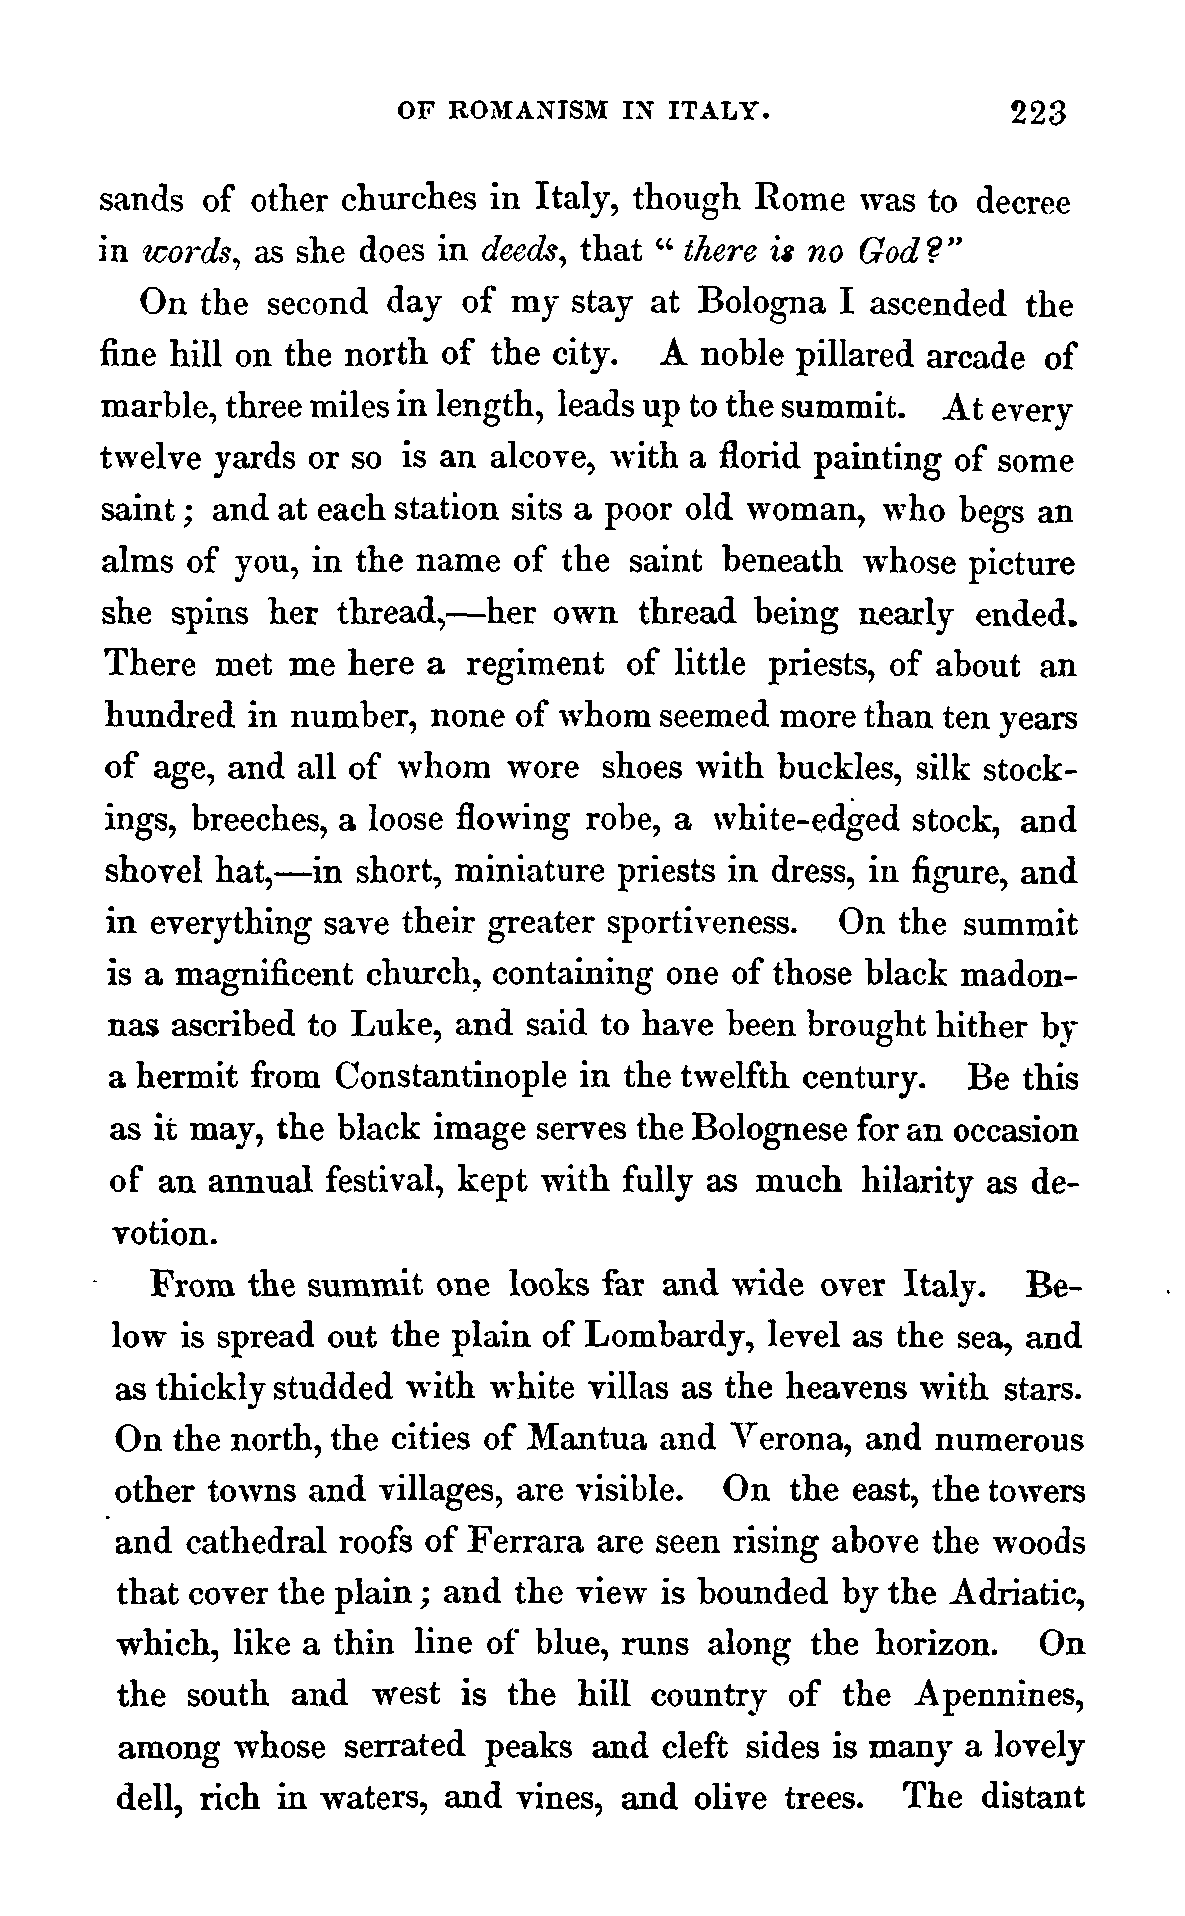 OF ROMANISM IN ITALY. 223
sands of other churches in Italy, though Rome was to decree
in words, as she does in deeds, that “ there is no God?”
On the second day of my stay at Bologna I ascended the
fine hill on the north of the city. A noble pillared arcade of
marble, three miles in length, leads up to the summit. At every
twelve yards or so is an alcove, with a florid painting of some
saint ; and at each station sits a poor old woman, who begs an
alms of you, in the name of the saint beneath whose picture
she spins her thread,—her own thread being nearly ended.
There met me here a regiment of little priests, of about an
hundred in number, none of whom seemed more than ten years
of age, and all of whom wore shoes with buckles, silk stock-
ings, breeches, a loose flowing robe, a white-edged stock, and
shovel hat,—in short, miniature priests in dress, in figure, and
in everything save their greater sportiveness. On the summit
is a magnificent church, containing one of those black madon-
nas ascribed to Luke, and said to have been brought hither by
a hermit from Constantinople in the twelfth century. Be this
as it may, the black image serves the Bolognese for an occasion
of an annual festival, kept with fully as much hilarity as de-
votion.
From the summit one looks far and wide over Italy. Be-
low is spread out the plain of Lombardy, level as the sea, and
as thickly studded with white villas as the heavens with stars.
On the north, the cities of Mantua and Verona, and numerous
other towns and villages, are visible. On the east, the towers
and cathedral roofs of Ferrara are seen rising above the woods
that cover the plain ; and the view is bounded by the Adriatic,
which, like a thin line of blue, runs along the horizon. On
the south and west is the hill country of the Apennines,
among whose serrated peaks and cleft sides is many a lovely
dell, rich in waters, and vines, and olive trees. The distant